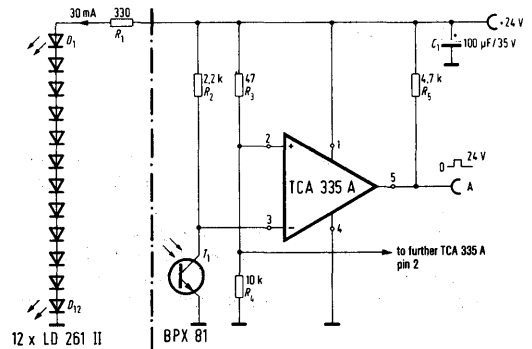 30 mA
330
R1
+24V
D1
C1
+
100 µF/35 V
2,2 k
R2
47
R3
4,7 k
R5
2
+
1
TCA 335 A
5
0
24 V
A
3
−
4
T1
to further TCA 335 A
pin 2
10 k
R4
D12
12 x LD 261 II
BPX 81